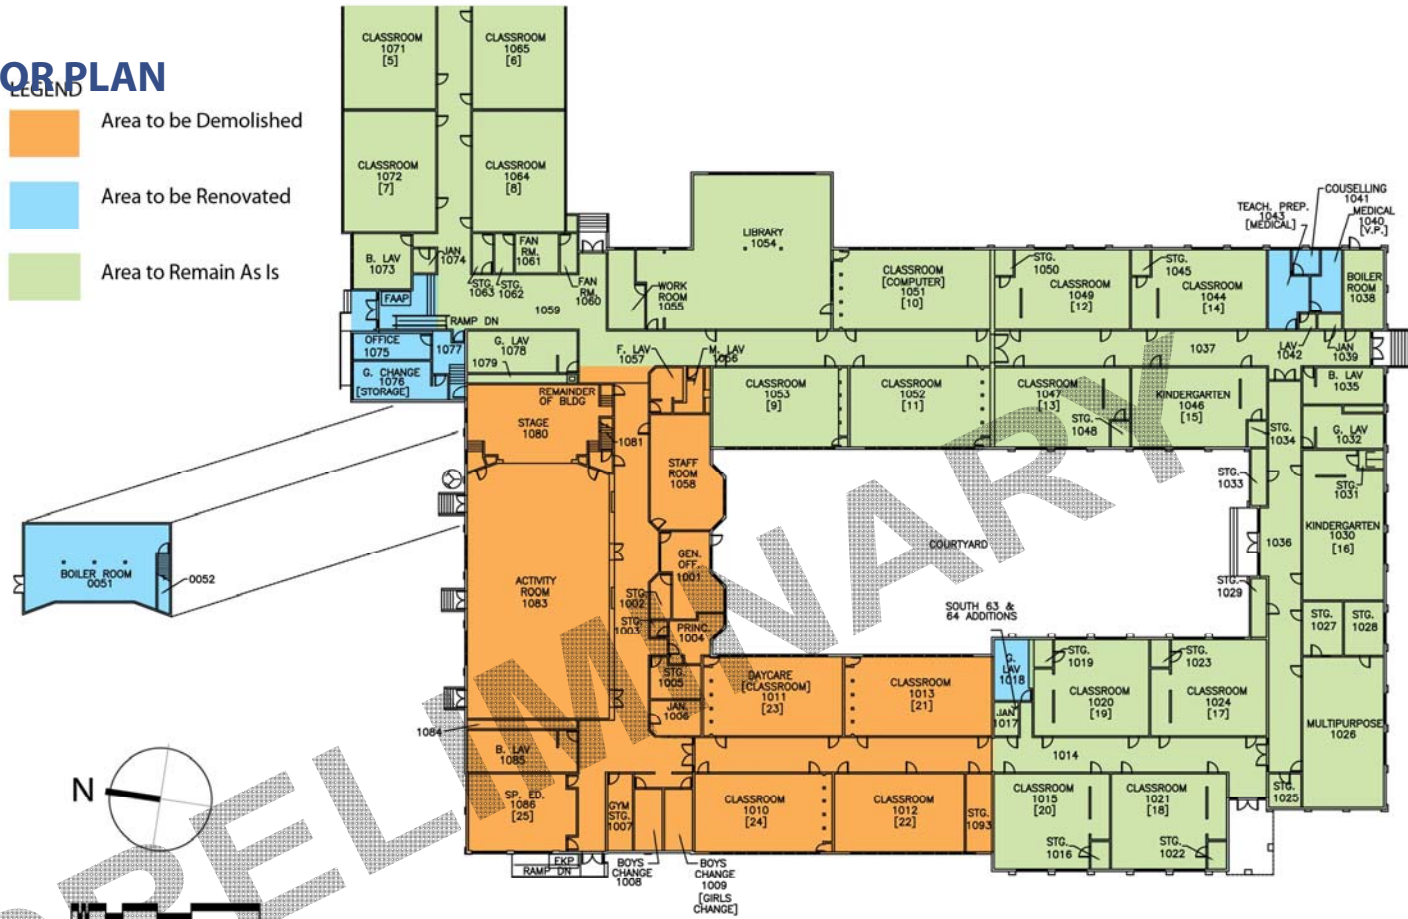 OR PLAN
LEGEND
Area to be Demolished
Area to be Renovated
Area to Remain As Is
CLASSROOM
1071
[5]
CLASSROOM
1065
[6]
CLASSROOM
1072
[7]
CLASSROOM
1064
[8]
B. LAV
1073
JAN
1074
STG.
1063
STG.
1062
FAN
RM.
1061
FAN
RM.
1060
1059
WORK
ROOM
1055
LIBRARY
1054
CLASSROOM
[COMPUTER]
1051
[10]
STG.
1050
CLASSROOM
1049
[12]
STG.
1045
CLASSROOM
1044
[14]
TEACH. PREP.
1043
[MEDICAL]
COUSELLING
1041
MEDICAL
1040
[V.P.]
BOILER
ROOM
1038
FAAP
RAMP DN
OFFICE
1075
1077
G. CHANGE
1076
[STORAGE]
G. LAV
1078
1079
F. LAV
1057
M. LAV
1056
1037
LAV
1042
JAN
1039
REMAINDER
OF BLDG
STAGE
1080
1081
CLASSROOM
1053
[9]
CLASSROOM
1052
[11]
CLASSROOM
1047
[13]
STG.
1048
KINDERGARTEN
1046
[15]
STG.
1034
B. LAV
1035
G. LAV
1032
STAFF
ROOM
1058
STG.
1033
STG.
1031
KINDERGARTEN
1030
[16]
1036
COURTYARD
BOILER ROOM
0051
0052
ACTIVITY
ROOM
1083
GEN.
OFF.
1001
STG.
1002
STG.
1003
PRINC.
1004
STG.
1005
JAN.
1006
STG.
1029
SOUTH 63 &
64 ADDITIONS
STG.
1027
STG.
1028
DAYCARE
[CLASSROOM]
1011
[23]
CLASSROOM
1013
[21]
G.
LAV
1018
JAN
1017
STG.
1019
CLASSROOM
1020
[19]
STG.
1023
CLASSROOM
1024
[17]
MULTIPURPOSE
1026
1084
B. LAV
1085
1014
N
SP. ED.
1086
[25]
GYM
STG.
1007
CLASSROOM
1010
[24]
CLASSROOM
1012
[22]
STG.
1093
CLASSROOM
1015
[20]
STG.
1016
CLASSROOM
1021
[18]
STG.
1022
STG.
1025
EKP
RAMP DN
BOYS
CHANGE
1008
BOYS
CHANGE
1009
[GIRLS
CHANGE]
PRELIMINARY